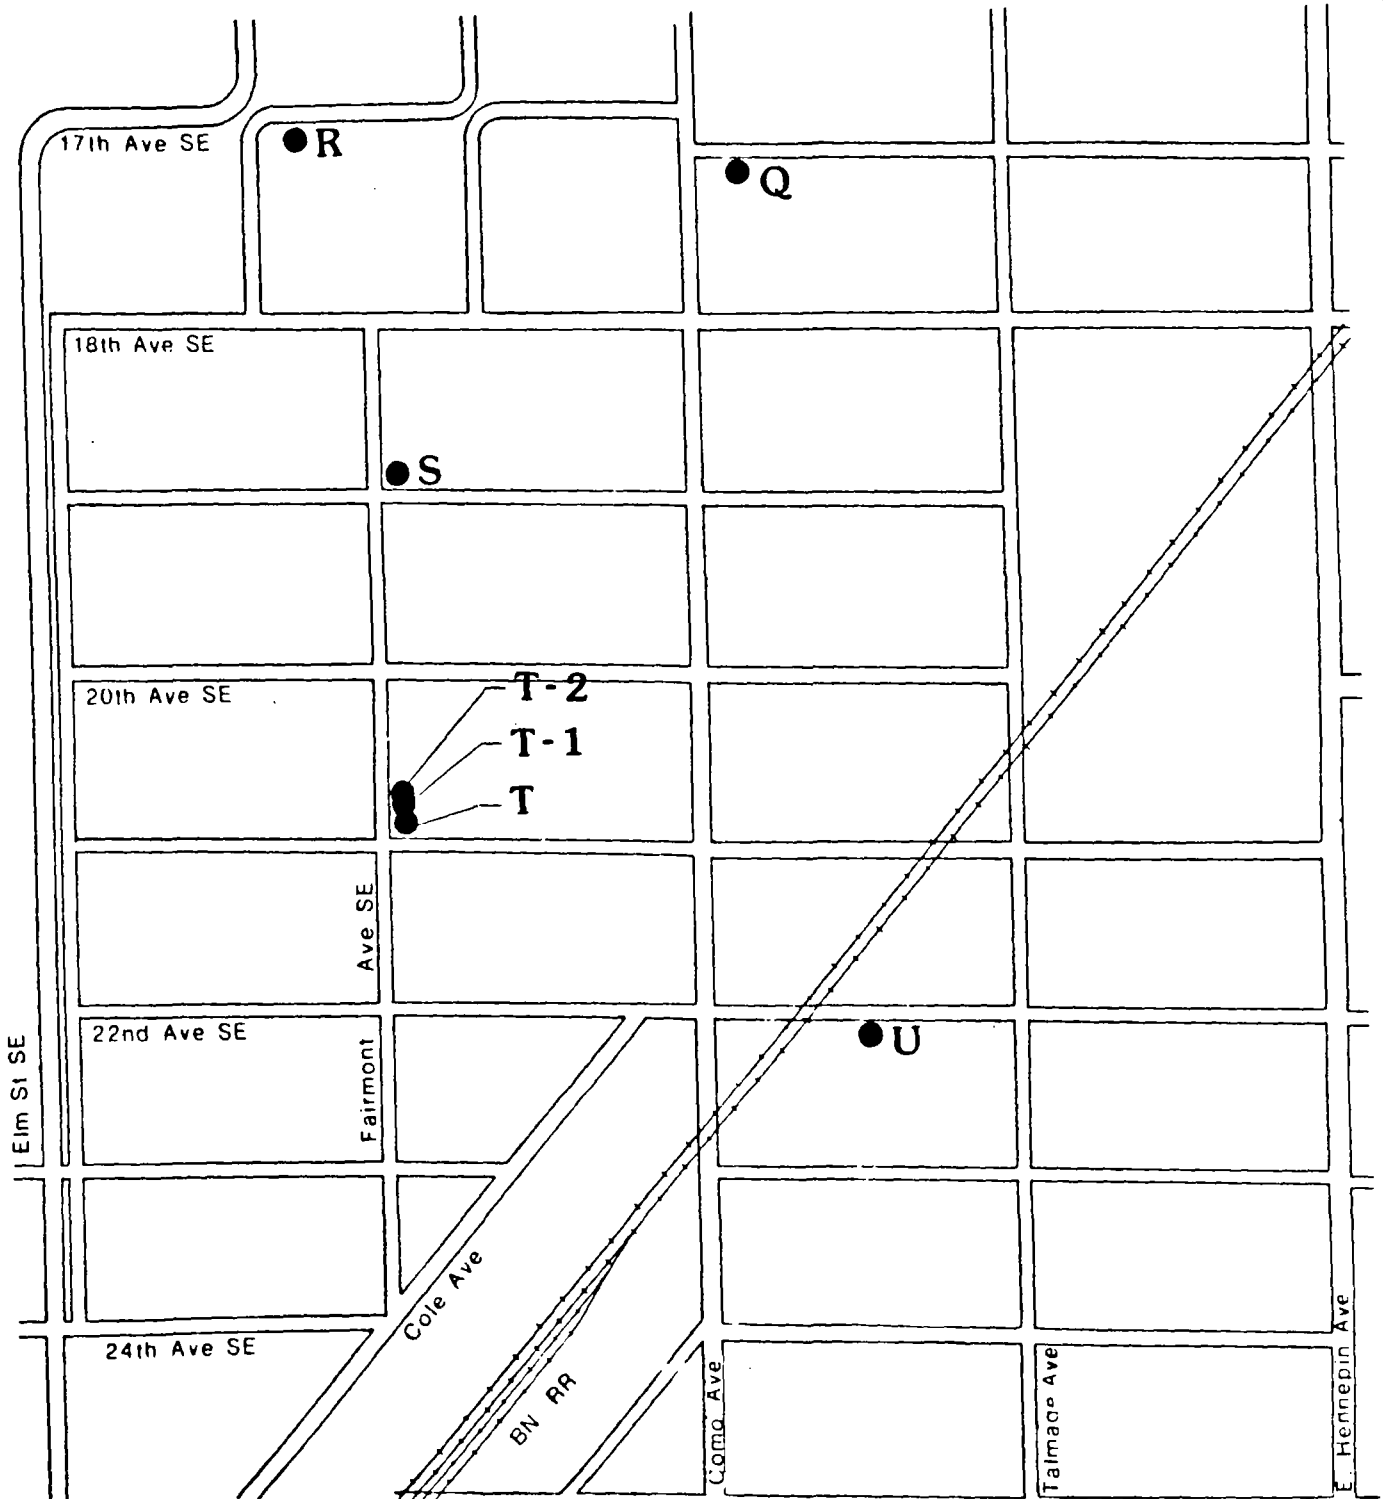 17th Ave SE
R
Q
18th Ave SE
S
20th Ave SE
T-2
T-1
T
Ave SE
Fairmont
22nd Ave SE
U
Elm St SE
Cole Ave
24th Ave SE
BN RR
Como Ave
Talmage Ave
E. Hennepin Ave